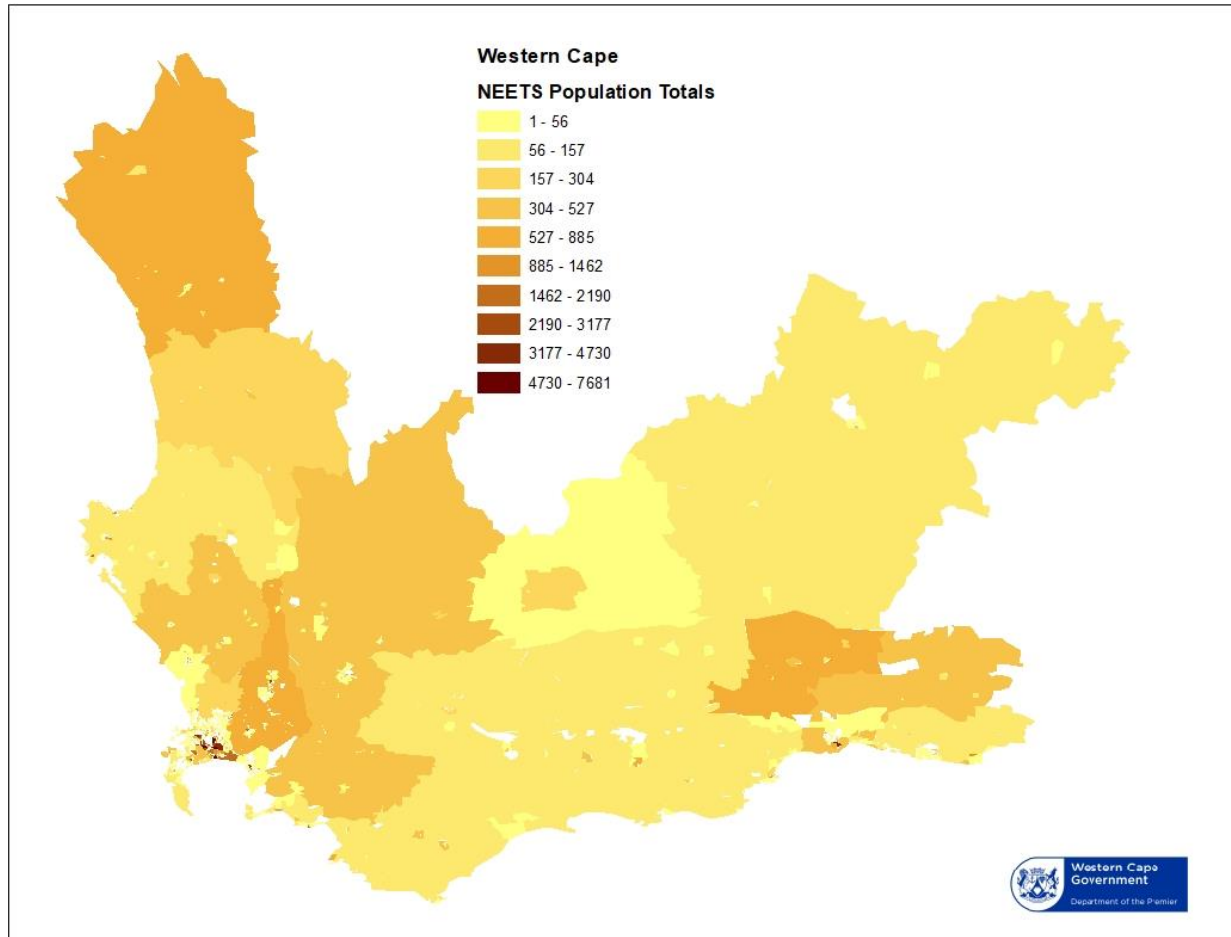 Western Cape
NEETS Population Totals
1 - 56
56 - 157
157 - 304
304 - 527
527 - 885
885 - 1462
1462 - 2190
2190 - 3177
3177 - 4730
4730 - 7681
Western Cape
Government
Department of the Premier